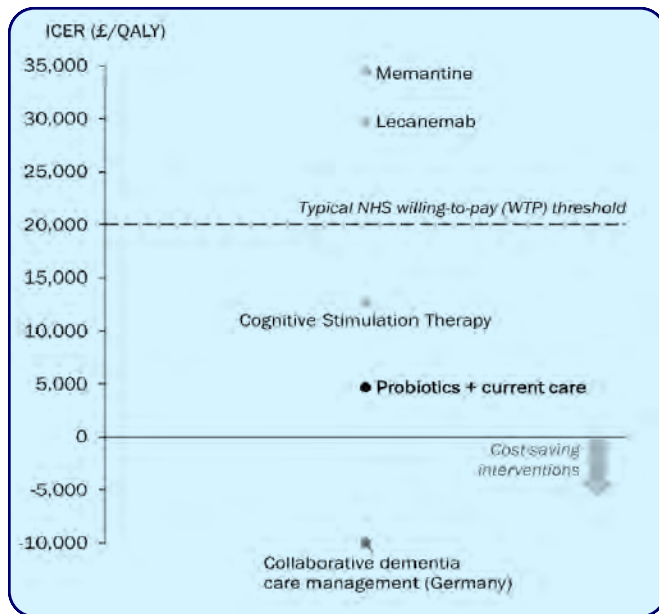 ICER (£/QALY)
35,000
Memantine
30,000
Lecanemab
25,000
Typical NHS willing-to-pay (WTP) threshold
20,000
15,000
Cognitive Stimulation Therapy
10,000
5,000
Probiotics + current care
0
Cost-saving
interventions
-5,000
-10,000
Collaborative dementia
care management (Germany)